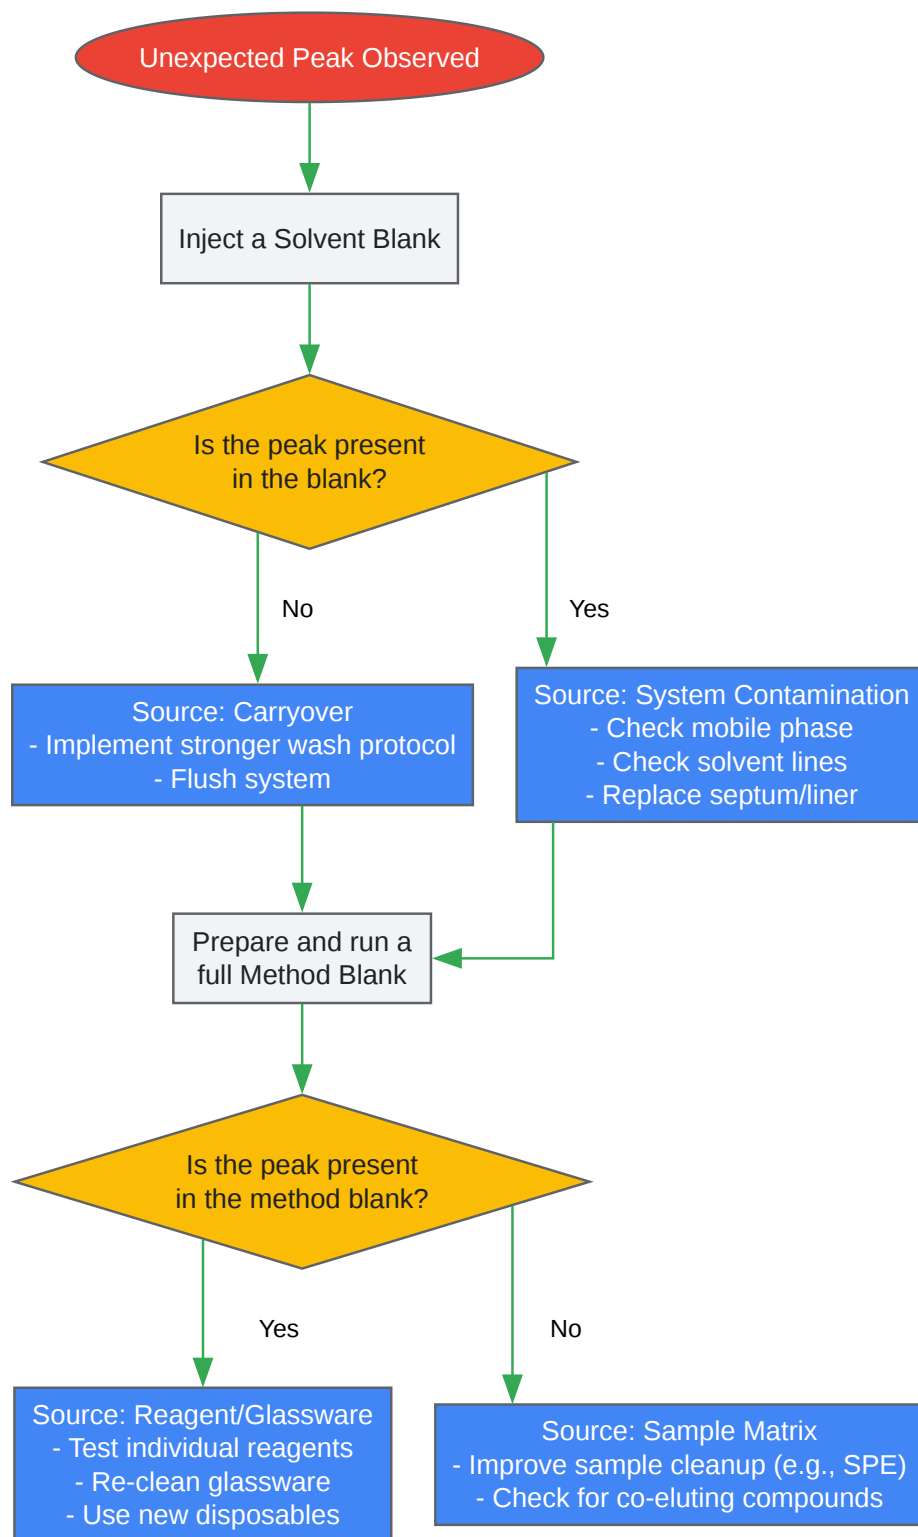 Unexpected Peak Observed
Inject a Solvent Blank
Is the peak present
in the blank?
No
Yes
Source: Carryover
- Implement stronger wash protocol
- Flush system
Source: System Contamination
- Check mobile phase
- Check solvent lines
- Replace septum/liner
Prepare and run a
full Method Blank
Is the peak present
in the method blank?
Yes
No
Source: Reagent/Glassware
- Test individual reagents
- Re-clean glassware
- Use new disposables
Source: Sample Matrix
- Improve sample cleanup (e.g., SPE)
- Check for co-eluting compounds